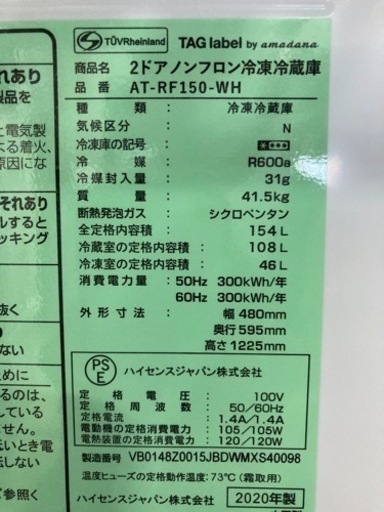 TÜVRheinland
TAG label by amadana
商品名 2ドアノンフロン冷凍冷蔵庫
品番 AT-RF150-WH
種類： 冷凍冷蔵庫
気候区分： N
冷凍庫の記号：
冷媒： R600a
冷媒封入量： 31g
質量： 41.5kg
断熱発泡ガス： シクロペンタン
全定格内容積： 154L
冷蔵室の定格内容積： 108L
冷凍室の定格内容積： 46L
消費電力量： 50Hz 300kWh/年
60Hz 300kWh/年
外形寸法： 幅 480mm
奥行 595mm
高さ 1225mm
PSE
ハイセンスジャパン株式会社
定格電圧： 100V
定格周波数： 50/60Hz
定格電流： 1.4A/1.4A
電動機の定格消費電力： 105/105W
電熱装置の定格消費電力： 120/120W
製造番号 VB0148Z0015JBDWMXS40098
温度ヒューズの定格動作温度：73℃（霜取用）
ハイセンスジャパン株式会社 2020年製
れあり
製品を
と電気製
よる着火、
原因にな
それあり
ルすると
ッキング
抜く
ない
ために
るのは、
低いとき
電
伝い
参照）